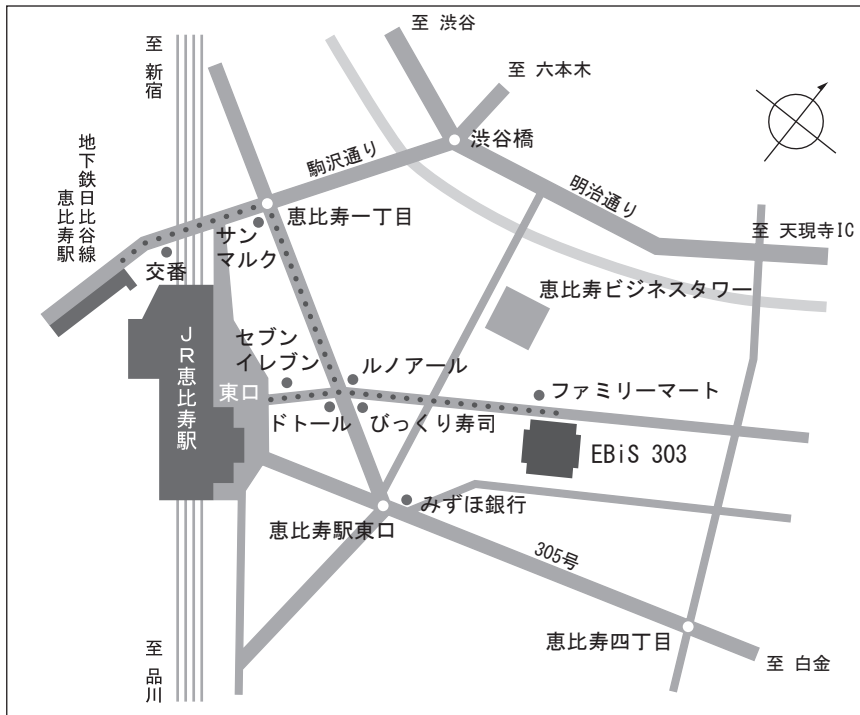 至 渋谷
至 六本木
至 新宿
渋谷橋
駒沢通り
明治通り
地下鉄日比谷線
恵比寿駅
恵比寿一丁目
至 天現寺IC
サン
マルク
交番
恵比寿ビジネスタワー
JR恵比寿駅
セブン
イレブン
ルノアール
東口
ファミリーマート
ドトール
びっくり寿司
EBiS 303
みずほ銀行
恵比寿駅東口
305号
恵比寿四丁目
至 品川
至 白金